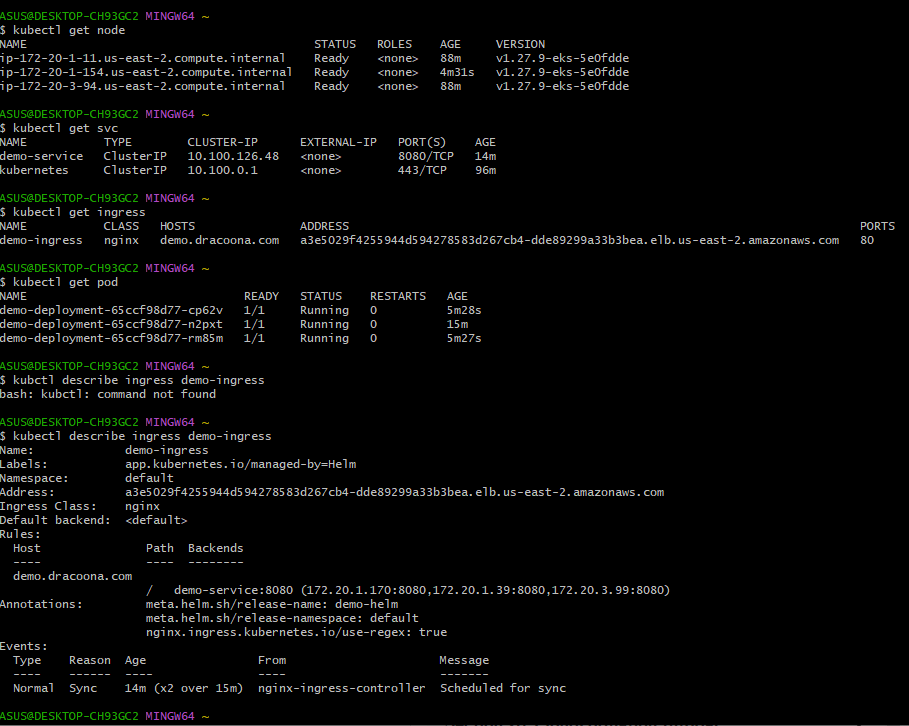 ASUS@DESKTOP-CH93GC2 MINGW64 ~
$ kubectl get node
NAME STATUS ROLES AGE VERSION
ip-172-20-1-11.us-east-2.compute.internal Ready <none> 88m v1.27.9-eks-5e0fdde
ip-172-20-1-154.us-east-2.compute.internal Ready <none> 4m31s v1.27.9-eks-5e0fdde
ip-172-20-3-94.us-east-2.compute.internal Ready <none> 88m v1.27.9-eks-5e0fdde
ASUS@DESKTOP-CH93GC2 MINGW64 ~
$ kubectl get svc
NAME TYPE CLUSTER-IP EXTERNAL-IP PORT(S) AGE
demo-service ClusterIP 10.100.126.48 <none> 8080/TCP 14m
kubernetes ClusterIP 10.100.0.1 <none> 443/TCP 96m
ASUS@DESKTOP-CH93GC2 MINGW64 ~
$ kubectl get ingress
NAME CLASS HOSTS ADDRESS PORTS
demo-ingress nginx demo.dracoona.com a3e5029f4255944d594278583d267cb4-dde89299a33b3bea.elb.us-east-2.amazonaws.com 80
ASUS@DESKTOP-CH93GC2 MINGW64 ~
$ kubectl get pod
NAME READY STATUS RESTARTS AGE
demo-deployment-65ccf98d77-cp62v 1/1 Running 0 5m28s
demo-deployment-65ccf98d77-n2pxt 1/1 Running 0 15m
demo-deployment-65ccf98d77-rm85m 1/1 Running 0 5m27s
ASUS@DESKTOP-CH93GC2 MINGW64 ~
$ kubctl describe ingress demo-ingress
bash: kubctl: command not found
ASUS@DESKTOP-CH93GC2 MINGW64 ~
$ kubectl describe ingress demo-ingress
Name: demo-ingress
Labels: app.kubernetes.io/managed-by=Helm
Namespace: default
Address: a3e5029f4255944d594278583d267cb4-dde89299a33b3bea.elb.us-east-2.amazonaws.com
Ingress Class: nginx
Default backend: <default>
Rules:
Host Path Backends
---- ---- --------
demo.dracoona.com
/ demo-service:8080 (172.20.1.170:8080,172.20.1.39:8080,172.20.3.99:8080)
Annotations: meta.helm.sh/release-name: demo-helm
meta.helm.sh/release-namespace: default
nginx.ingress.kubernetes.io/use-regex: true
Events:
Type Reason Age From Message
---- ------ ---- ---- -------
Normal Sync 14m (x2 over 15m) nginx-ingress-controller Scheduled for sync
ASUS@DESKTOP-CH93GC2 MINGW64 ~